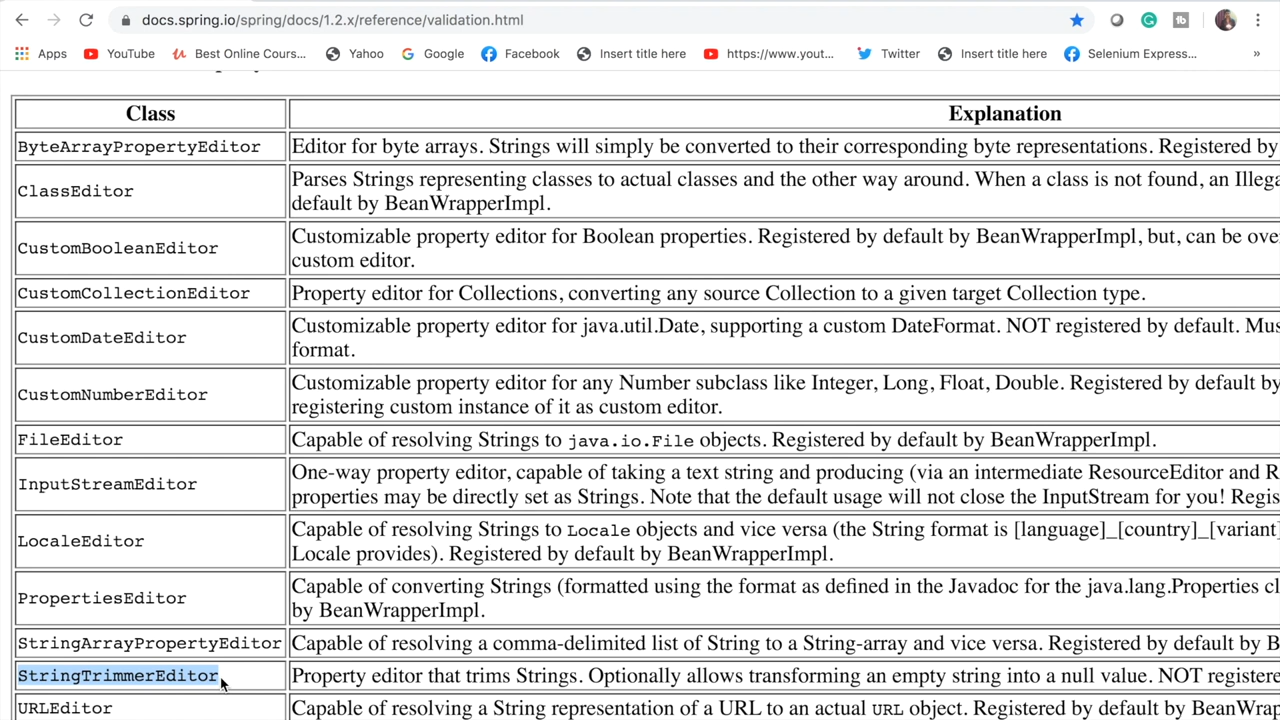 docs.spring.io/spring/docs/1.2.x/reference/validation.html
Apps YouTube Best Online Cours... Yahoo Google Facebook Insert title here https://www.yout... Twitter Insert title here Selenium Express... »
Class Explanation
ByteArrayPropertyEditor Editor for byte arrays. Strings will simply be converted to their corresponding byte representations. Registered by
ClassEditor Parses Strings representing classes to actual classes and the other way around. When a class is not found, an Illega
default by BeanWrapperImpl.
CustomBooleanEditor Customizable property editor for Boolean properties. Registered by default by BeanWrapperImpl, but, can be ove
custom editor.
CustomCollectionEditor Property editor for Collections, converting any source Collection to a given target Collection type.
CustomDateEditor Customizable property editor for java.util.Date, supporting a custom DateFormat. NOT registered by default. Mus
format.
CustomNumberEditor Customizable property editor for any Number subclass like Integer, Long, Float, Double. Registered by default by
registering custom instance of it as custom editor.
FileEditor Capable of resolving Strings to java.io.File objects. Registered by default by BeanWrapperImpl.
InputStreamEditor One-way property editor, capable of taking a text string and producing (via an intermediate ResourceEditor and R
properties may be directly set as Strings. Note that the default usage will not close the InputStream for you! Regis
LocaleEditor Capable of resolving Strings to Locale objects and vice versa (the String format is [language]_[country]_[variant]
Locale provides). Registered by default by BeanWrapperImpl.
PropertiesEditor Capable of converting Strings (formatted using the format as defined in the Javadoc for the java.lang.Properties cl
by BeanWrapperImpl.
StringArrayPropertyEditor Capable of resolving a comma-delimited list of String to a String-array and vice versa. Registered by default by B
StringTrimmerEditor Property editor that trims Strings. Optionally allows transforming an empty string into a null value. NOT registere
URLEditor Capable of resolving a String representation of a URL to an actual URL object. Registered by default by BeanWrap